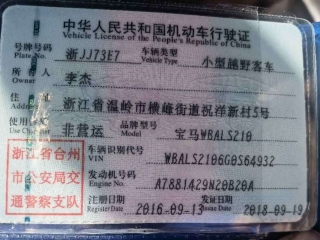 中华人民共和国机动车行驶证
Vehicle License of the People's Republic of China
号牌号码 浙JJ73E7 车辆类型 小型越野客车
Plate No. Vehicle Type
所有人 李杰
Owner
住址 浙江省温岭市横峰街道祝洋新村5号
使用性质 非营运 品牌型号 宝马WBALS210
Use Character
浙江省台州市公安局交通警察支队
车辆识别代号 WBALS2106G0S64932
VIN
发动机号码 A7881429N20B20A
Engine No.
注册日期 2016-09-13 发证日期 2018-09-19
Register Date Issue Date